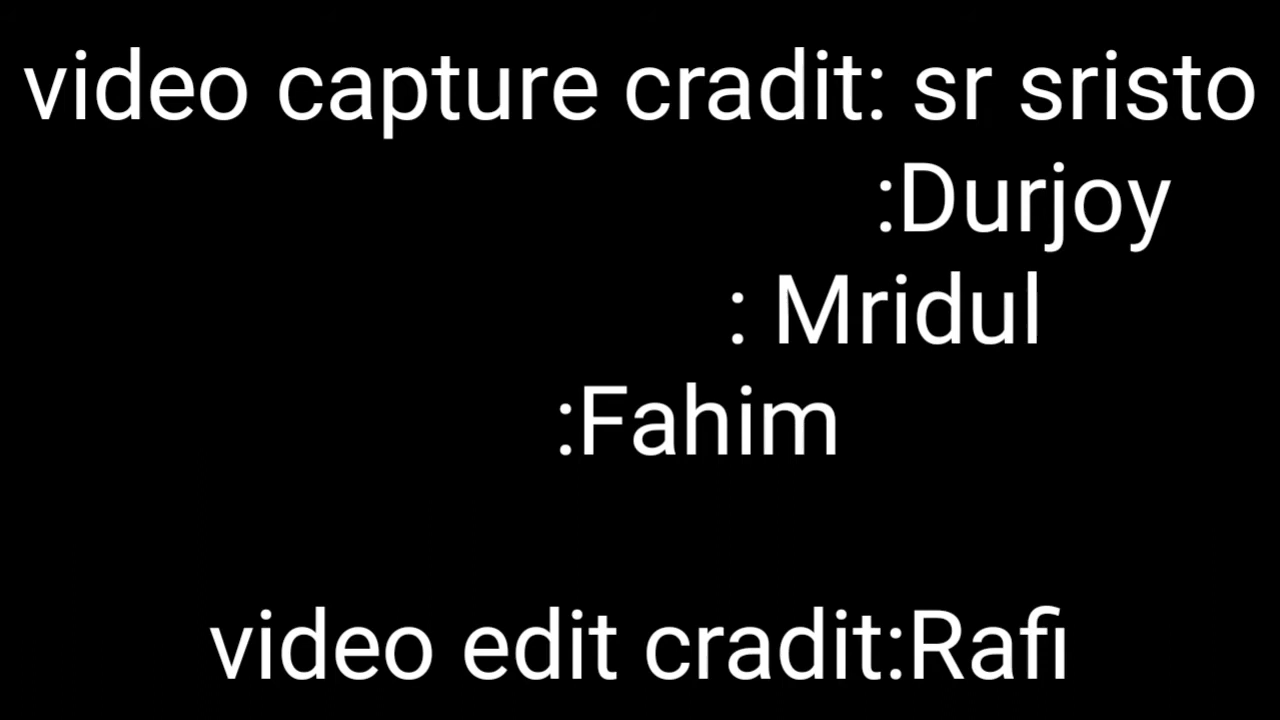 video capture cradit: sr sristo
:Durjoy
: Mridul
:Fahim
video edit cradit:Rafi